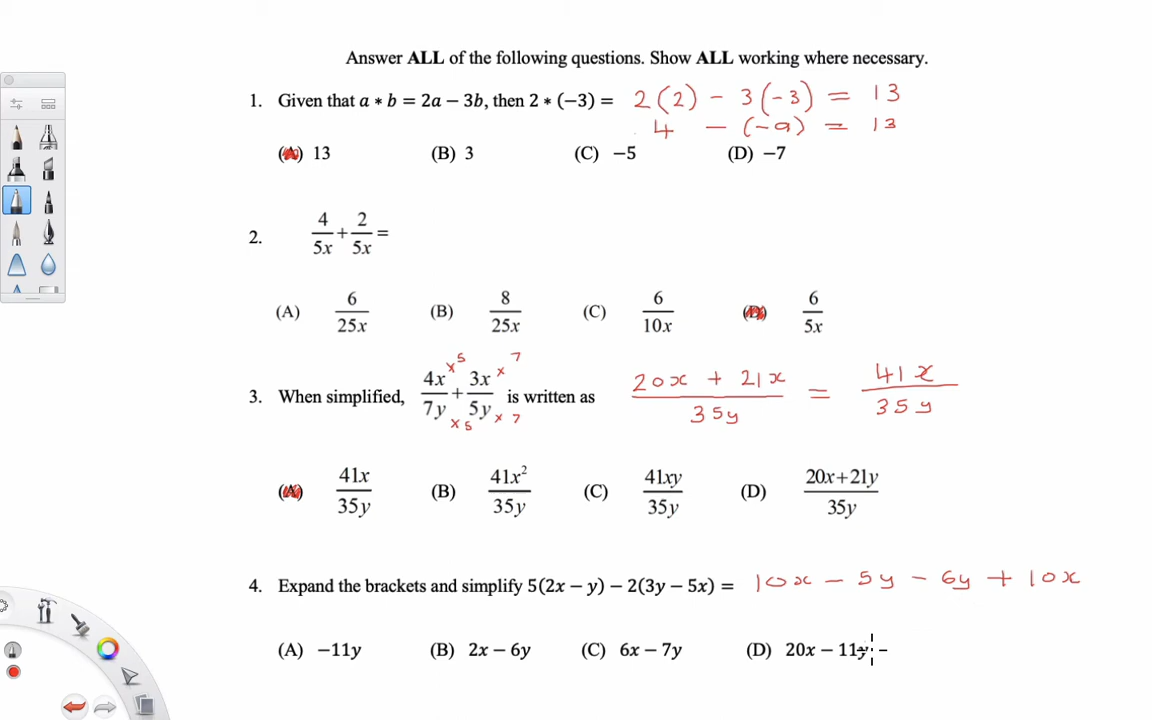 Answer ALL of the following questions. Show ALL working where necessary.
1. Given that a * b = 2a − 3b, then 2 * (−3) = 2(2) − 3(−3) = 13
4 − (−9) = 13
(A) 13 (B) 3 (C) −5 (D) −7
2. 4/5x + 2/5x =
(A) 6/25x (B) 8/25x (C) 6/10x (D) 6/5x
×5 ×7
3. When simplified, 4x/7y + 3x/5y is written as 20x + 21x/35y = 41x/35y
×5 ×7
(A) 41x/35y (B) 41x²/35y (C) 41xy/35y (D) 20x+21y/35y
4. Expand the brackets and simplify 5(2x − y) − 2(3y − 5x) = 10x − 5y − 6y + 10x
(A) −11y (B) 2x − 6y (C) 6x − 7y (D) 20x − 11y